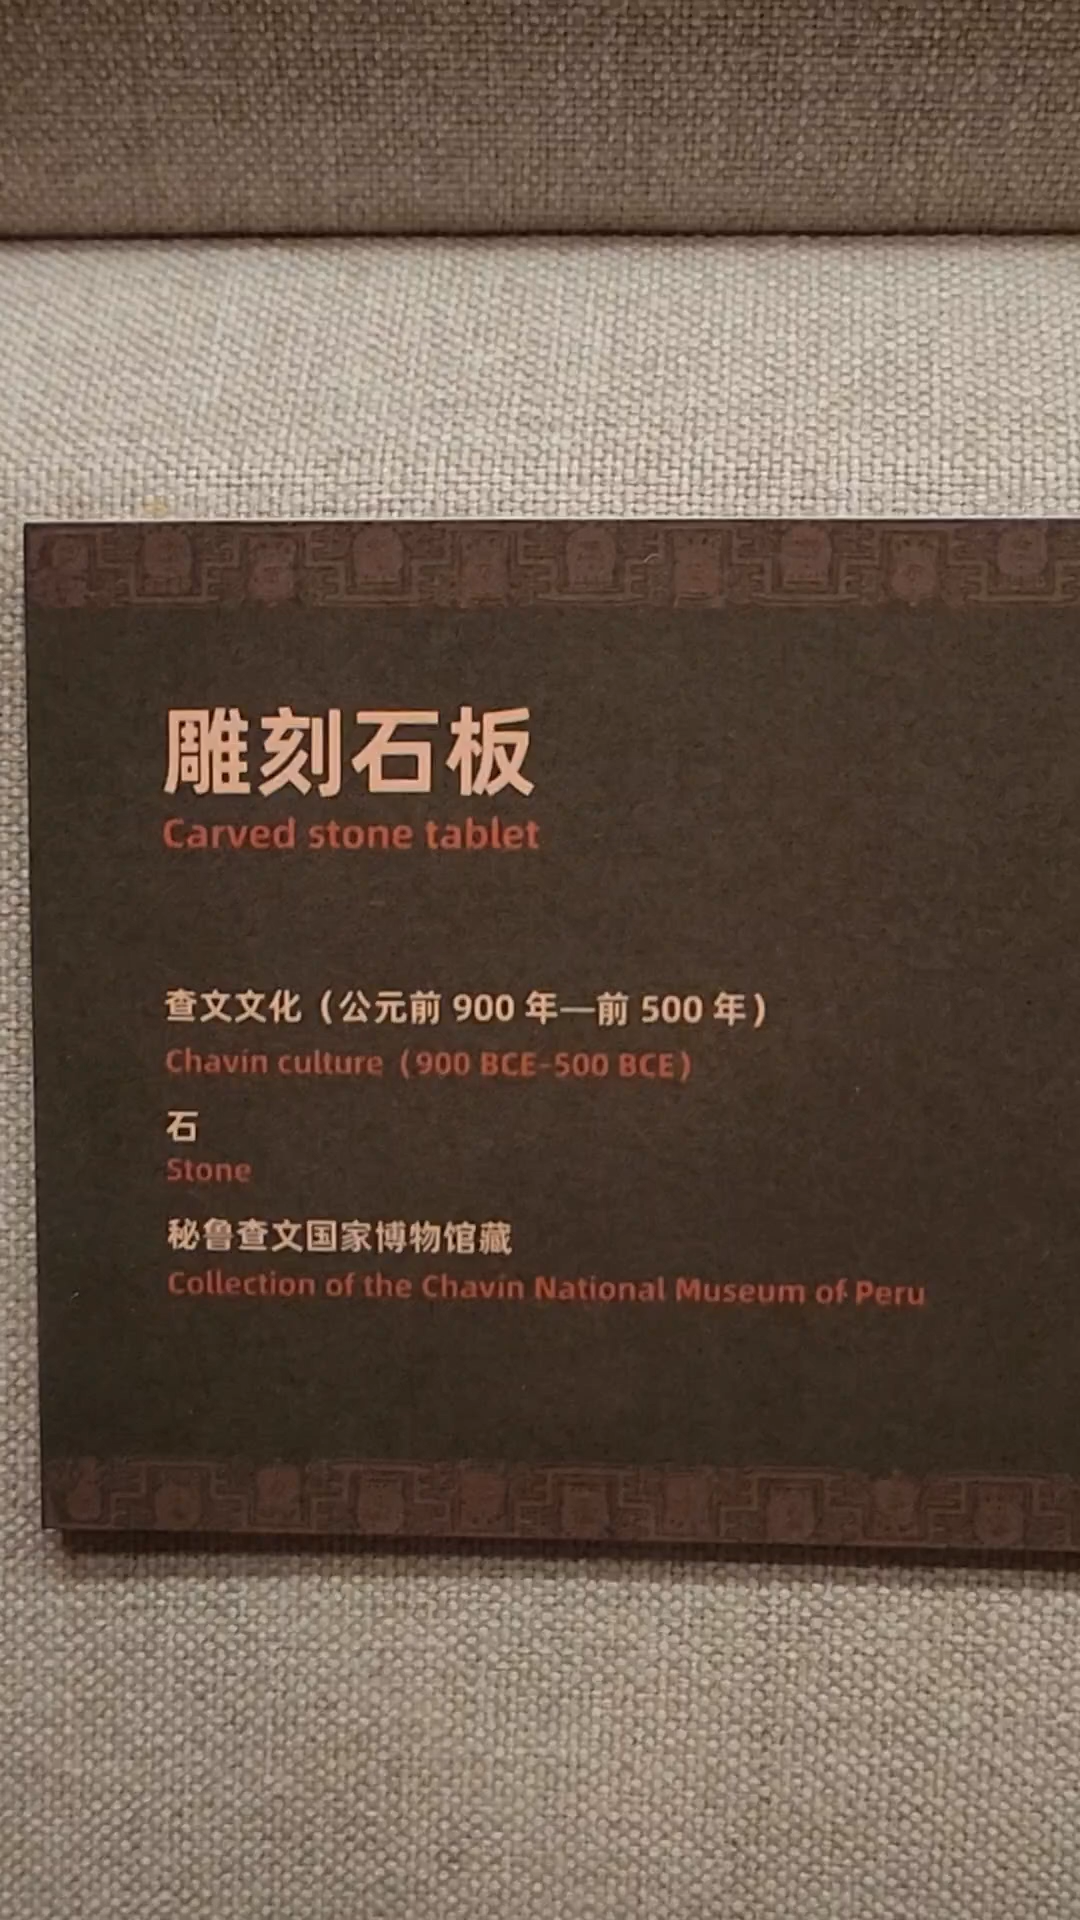 雕刻石板
Carved stone tablet
查文文化（公元前 900 年—前 500 年）
Chavín culture（900 BCE-500 BCE）
石
Stone
秘鲁查文国家博物馆藏
Collection of the Chavín National Museum of Peru